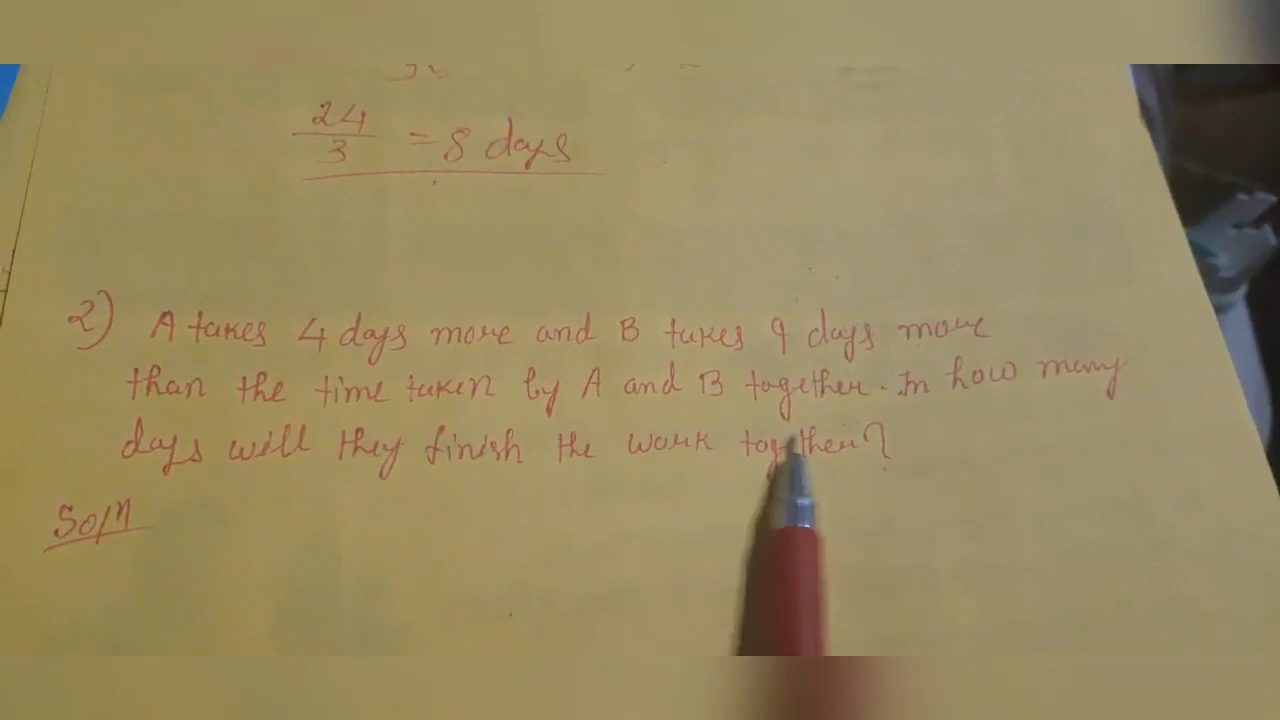 24
3 = 8 days
2) A takes 4 days more and B takes 9 days more
than the time taken by A and B together. In how many
days will they finish the work together?
Soln